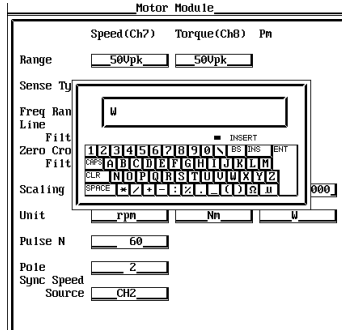 Motor Module
Speed(Ch7) Torque(Ch8) Pm
Range 50Vpk 50Vpk
Sense Ty
Freq Ran
Line
Filt
Zero Cro
Filt
W
INSERT
1 2 3 4 5 6 7 8 9 0 \ BS INS ENT
CAPS A B C D E F G H I J K L M
CLR N O P Q R S T U V W X Y Z
SPACE * / + - : % . _ ( ) Ω µ
Scaling 000
Unit rpm Nm W
Pulse N 60
Pole 2
Sync Speed
Source CH2